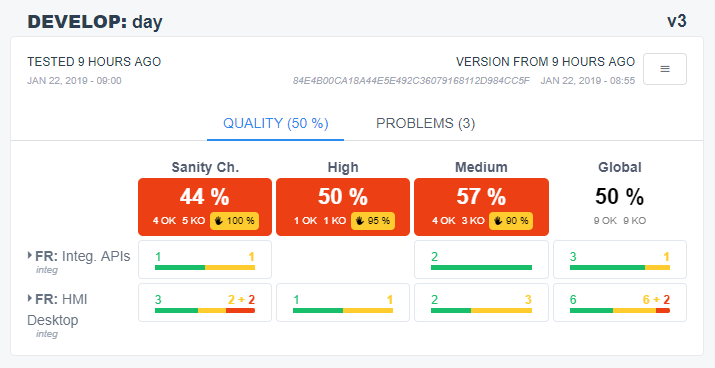 DEVELOP: day
v3
TESTED 9 HOURS AGO
VERSION FROM 9 HOURS AGO
JAN 22, 2019 - 09:00
84E4B00CA18A44E5E492C36079168112D984CC5F JAN 22, 2019 - 08:55
QUALITY (50 %)
PROBLEMS (3)
Sanity Ch.
High
Medium
Global
44 %
50 %
57 %
50 %
4 OK 5 KO 100 %
1 OK 1 KO 95 %
4 OK 3 KO 90 %
9 OK 9 KO
FR: Integ. APIs
integ
1 1
2
3 1
FR: HMI
Desktop
integ
3 2 + 2
1 1
2 3
6 6 + 2